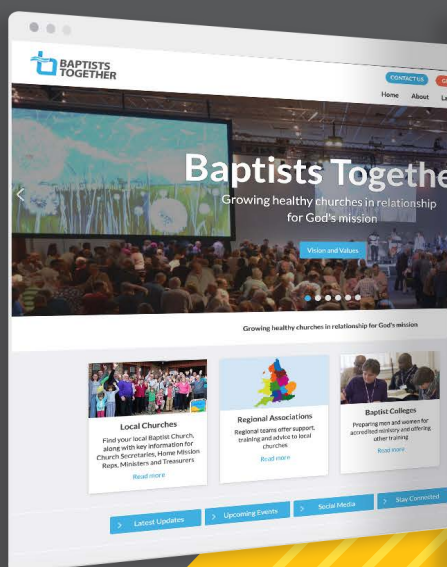 BAPTISTS
TOGETHER
CONTACT US
Home About
Baptists Togethe
Growing healthy churches in relationship
for God's mission
Vision and Values
Growing healthy churches in relationship for God's mission
Local Churches
Find your local Baptist Church,
along with key information for
Church Secretaries, Home Mission
Reps, Ministers and Treasurers
Read more
Regional Associations
Regional teams offer support,
training and advice to local
churches
Read more
Baptist Colleges
Preparing men and women for
accredited ministry and offering
other training
Read more
> Latest Updates
> Upcoming Events
> Social Media
> Stay Connected